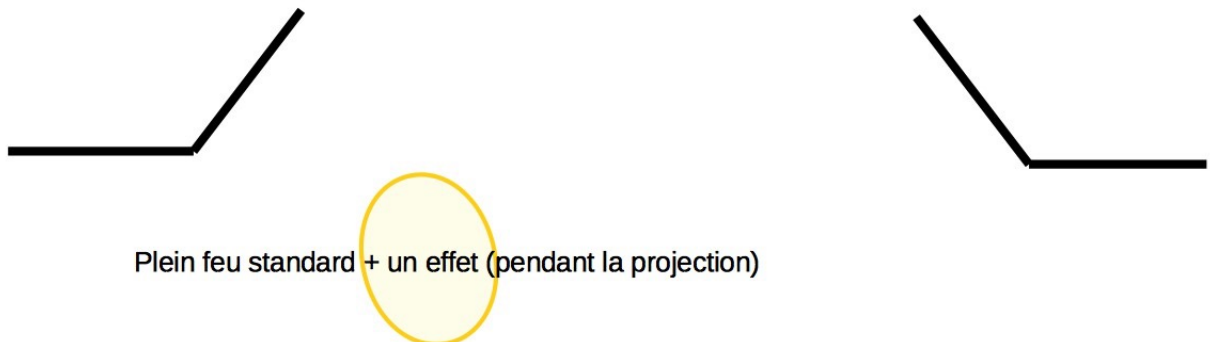 Plein feu standard + un effet (pendant la projection)